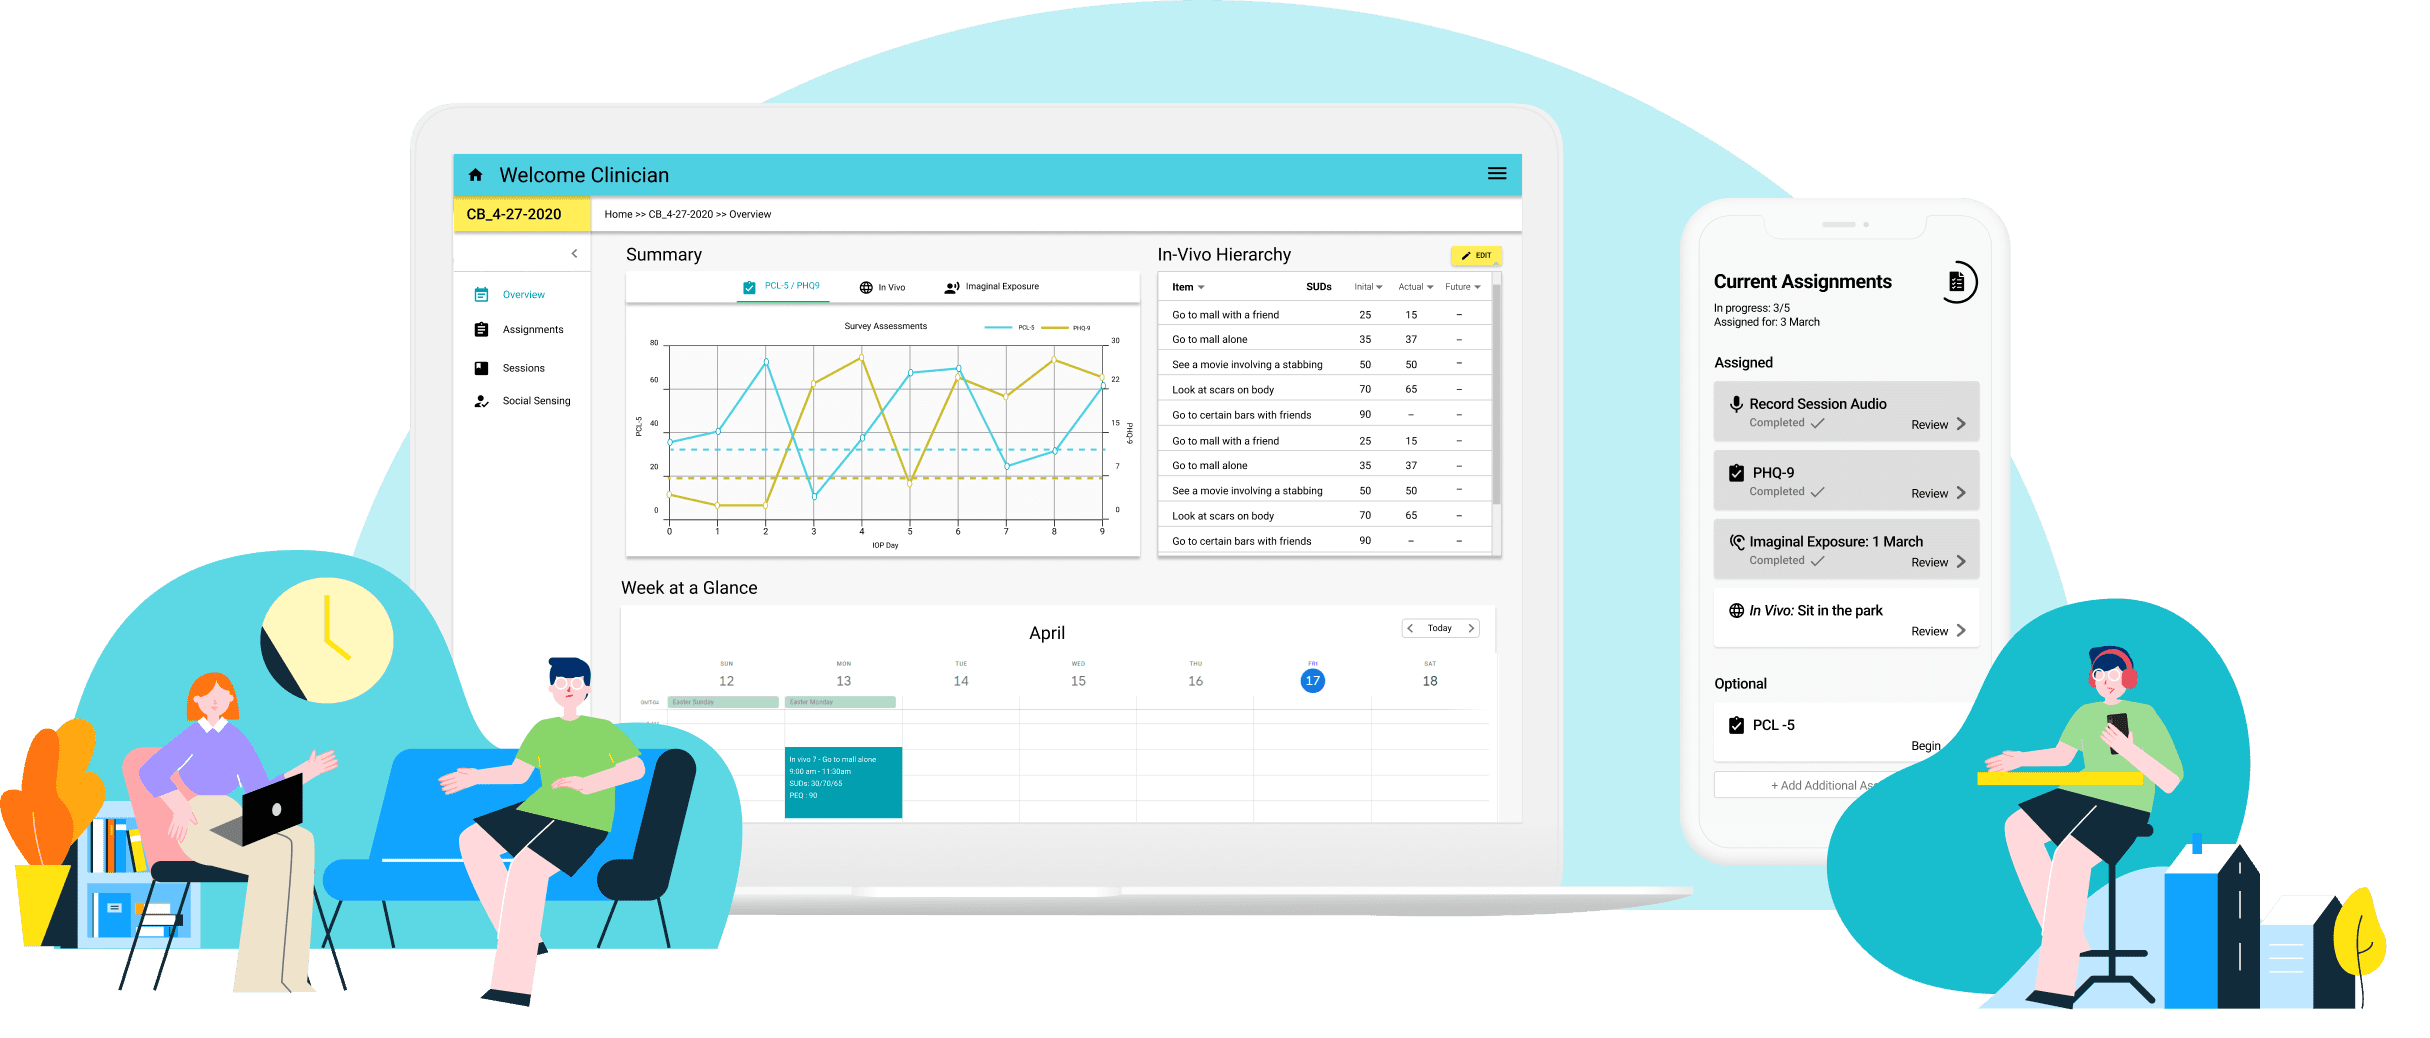 Welcome Clinician
CB_4-27-2020
Home >> CB_4-27-2020 >> Overview
Overview
Assignments
Sessions
Social Sensing
Summary
PCL-5 / PHQ9
In Vivo
Imaginal Exposure
Survey Assessments
PCL-5
PHQ-9
80
60
40
20
0
PCL-5
30
22
15
7
0
PHQ-9
0 1 2 3 4 5 6 7 8 9
IOP Day
In-Vivo Hierarchy
EDIT
Item SUDs Inital Actual Future
Go to mall with a friend 25 15 –
Go to mall alone 35 37 –
See a movie involving a stabbing 50 50 –
Look at scars on body 70 65 –
Go to certain bars with friends 90 – –
Go to mall with a friend 25 15 –
Go to mall alone 35 37 –
See a movie involving a stabbing 50 50 –
Look at scars on body 70 65 –
Go to certain bars with friends 90 – –
Week at a Glance
April
Today
SUN MON TUE WED THU FRI SAT
12 13 14 15 16 17 18
GMT-04
Easter Sunday
Easter Monday
In vivo 7 - Go to mall alone
9:00 am - 11:30am
SUDs: 30/70/65
PEQ : 90
Current Assignments
In progress: 3/5
Assigned for: 3 March
Assigned
Record Session Audio
Completed
Review
PHQ-9
Completed
Review
Imaginal Exposure: 1 March
Completed
Review
In Vivo: Sit in the park
Review
Optional
PCL -5
Begin
+ Add Additional